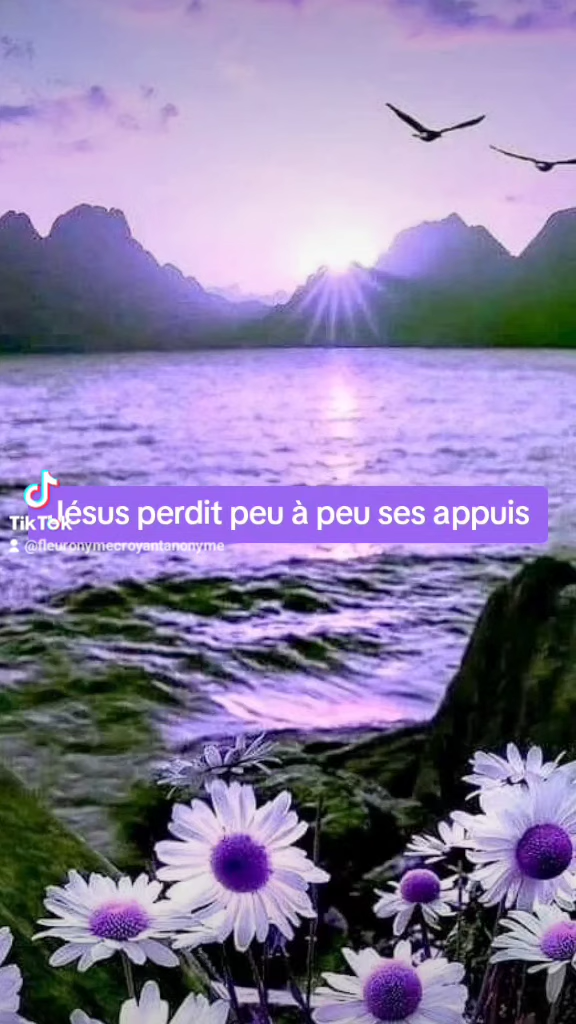 Jésus perdit peu à peu ses appuis
TikTok
@fleuronymecroyantanonyme